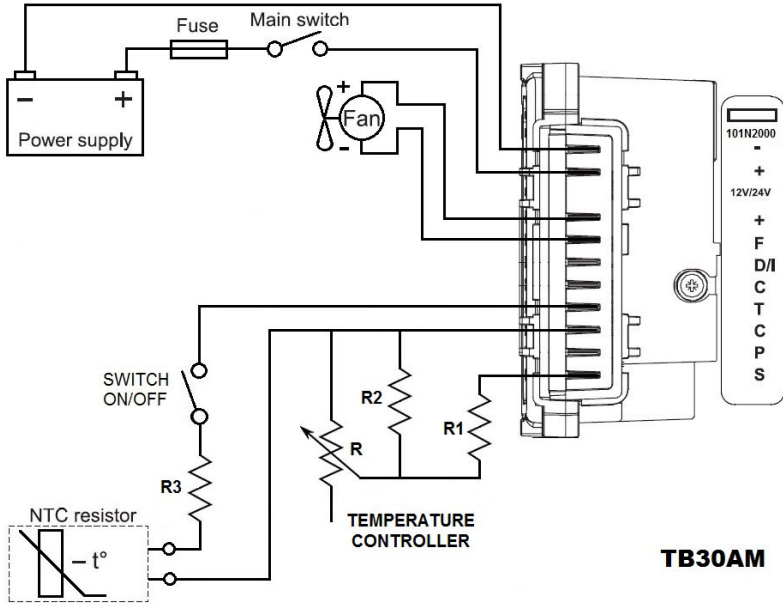 Fuse
Main switch
- +
Power supply
+
Fan
-
101N2000
-
+
12V/24V
+
F
D/I
C
T
C
P
S
SWITCH
ON/OFF
R2
R1
R
R3
NTC resistor
– t°
TEMPERATURE
CONTROLLER
TB30AM